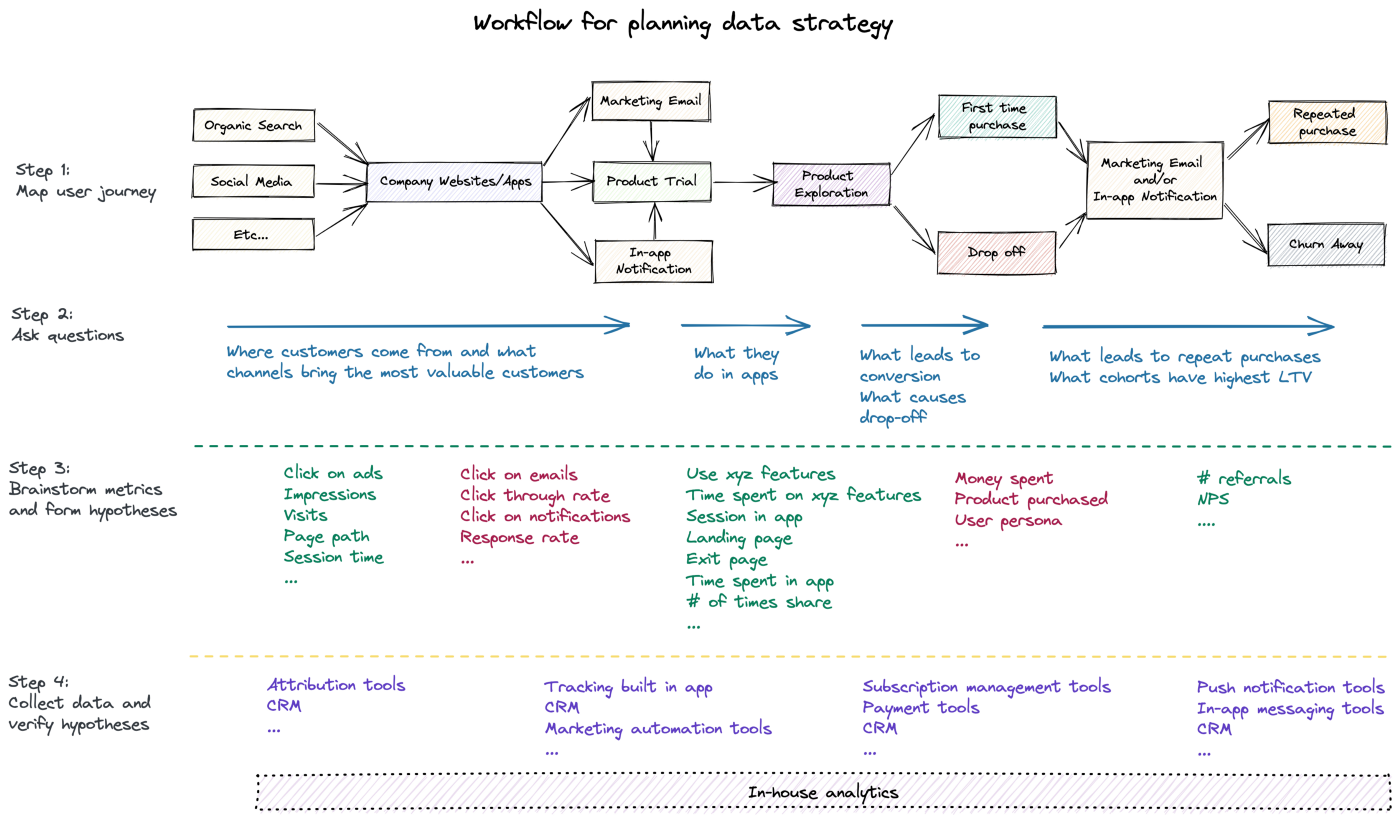 Workflow for planning data strategy
Step 1:
Map user journey
Organic Search
Social Media
Etc...
Company Websites/Apps
Marketing Email
Product Trial
In-app
Notification
Product
Exploration
First time
purchase
Drop off
Marketing Email
and/or
In-app Notification
Repeated
purchase
Churn Away
Step 2:
Ask questions
Where customers come from and what
channels bring the most valuable customers
What they
do in apps
What leads to
conversion
What causes
drop-off
What leads to repeat purchases
What cohorts have highest LTV
Step 3:
Brainstorm metrics
and form hypotheses
Click on ads
Impressions
Visits
Page path
Session time
...
Click on emails
Click through rate
Click on notifications
Response rate
...
Use xyz features
Time spent on xyz features
Session in app
Landing page
Exit page
Time spent in app
# of times share
...
Money spent
Product purchased
User persona
...
# referrals
NPS
....
Step 4:
Collect data and
verify hypotheses
Attribution tools
CRM
...
Tracking built in app
CRM
Marketing automation tools
...
Subscription management tools
Payment tools
CRM
...
Push notification tools
In-app messaging tools
CRM
...
In-house analytics